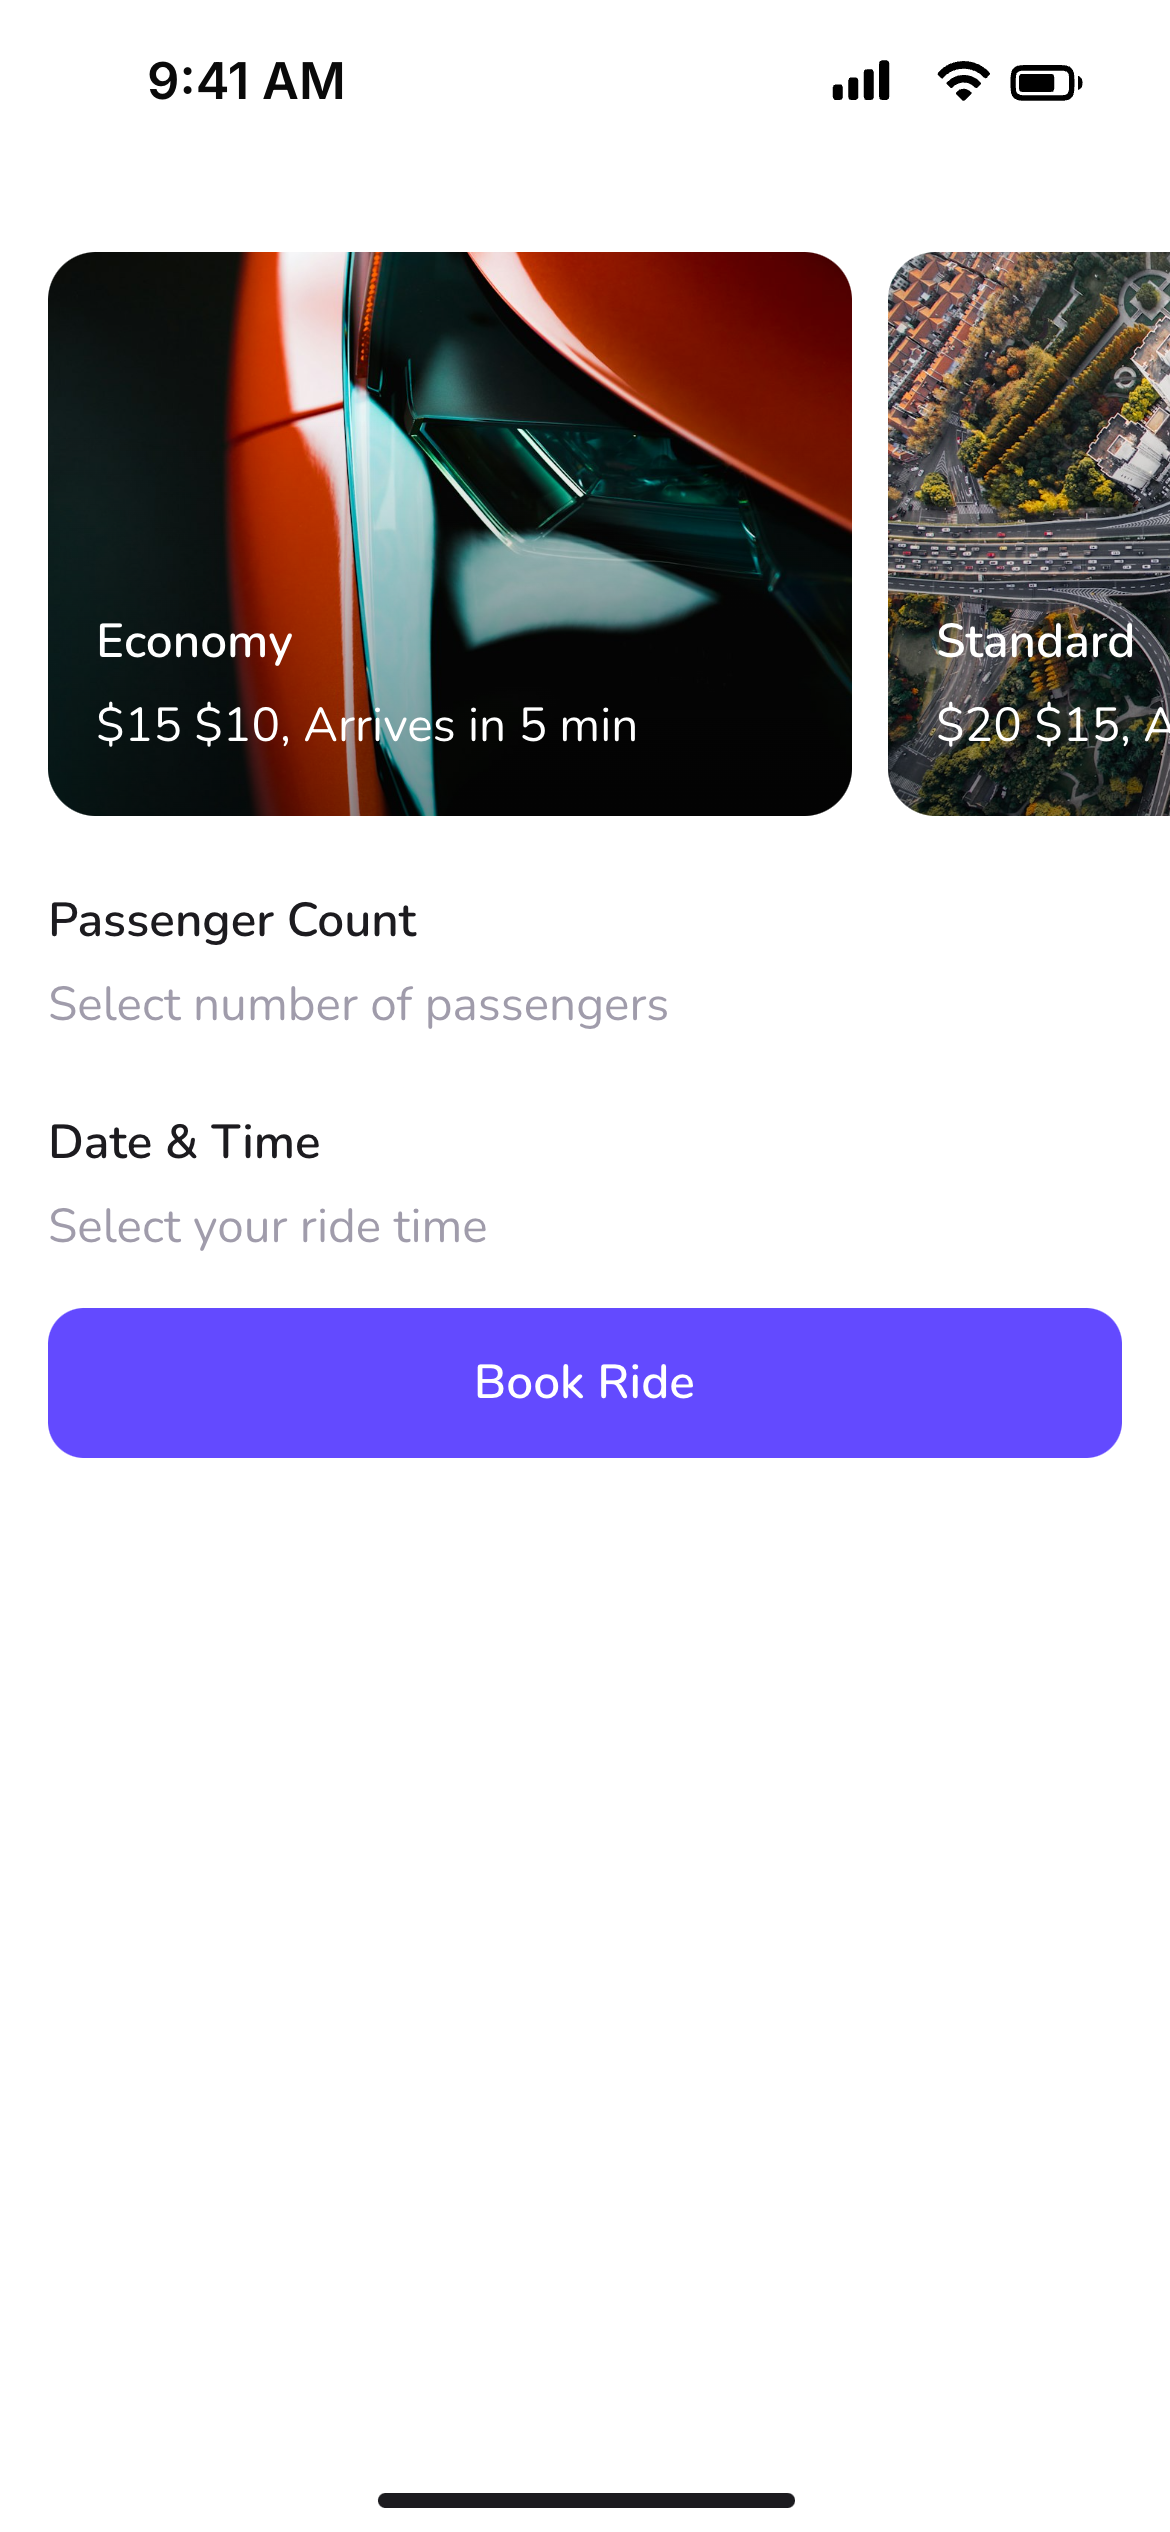 9:41 AM
Economy
$15 $10, Arrives in 5 min
Standard
$20 $15, A
Passenger Count
Select number of passengers
Date & Time
Select your ride time
Book Ride